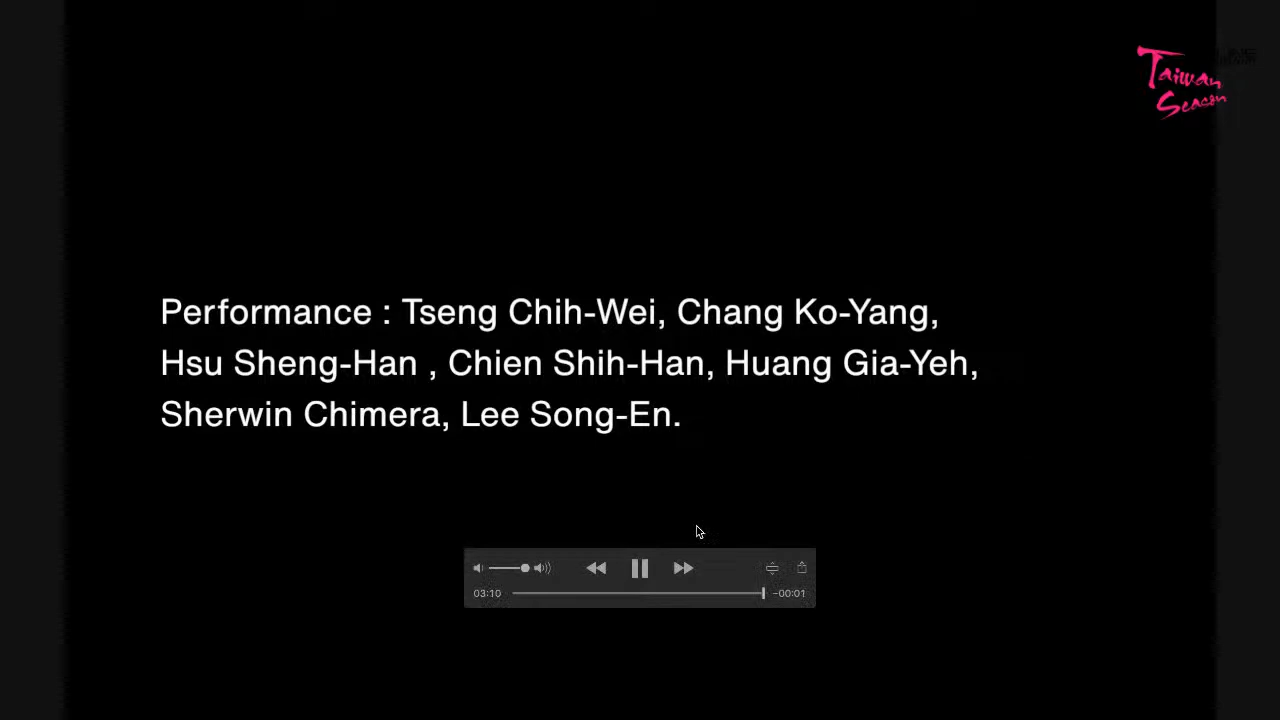 Taiwan
Season
Performance : Tseng Chih-Wei, Chang Ko-Yang,
Hsu Sheng-Han , Chien Shih-Han, Huang Gia-Yeh,
Sherwin Chimera, Lee Song-En.
03:10
-00:01